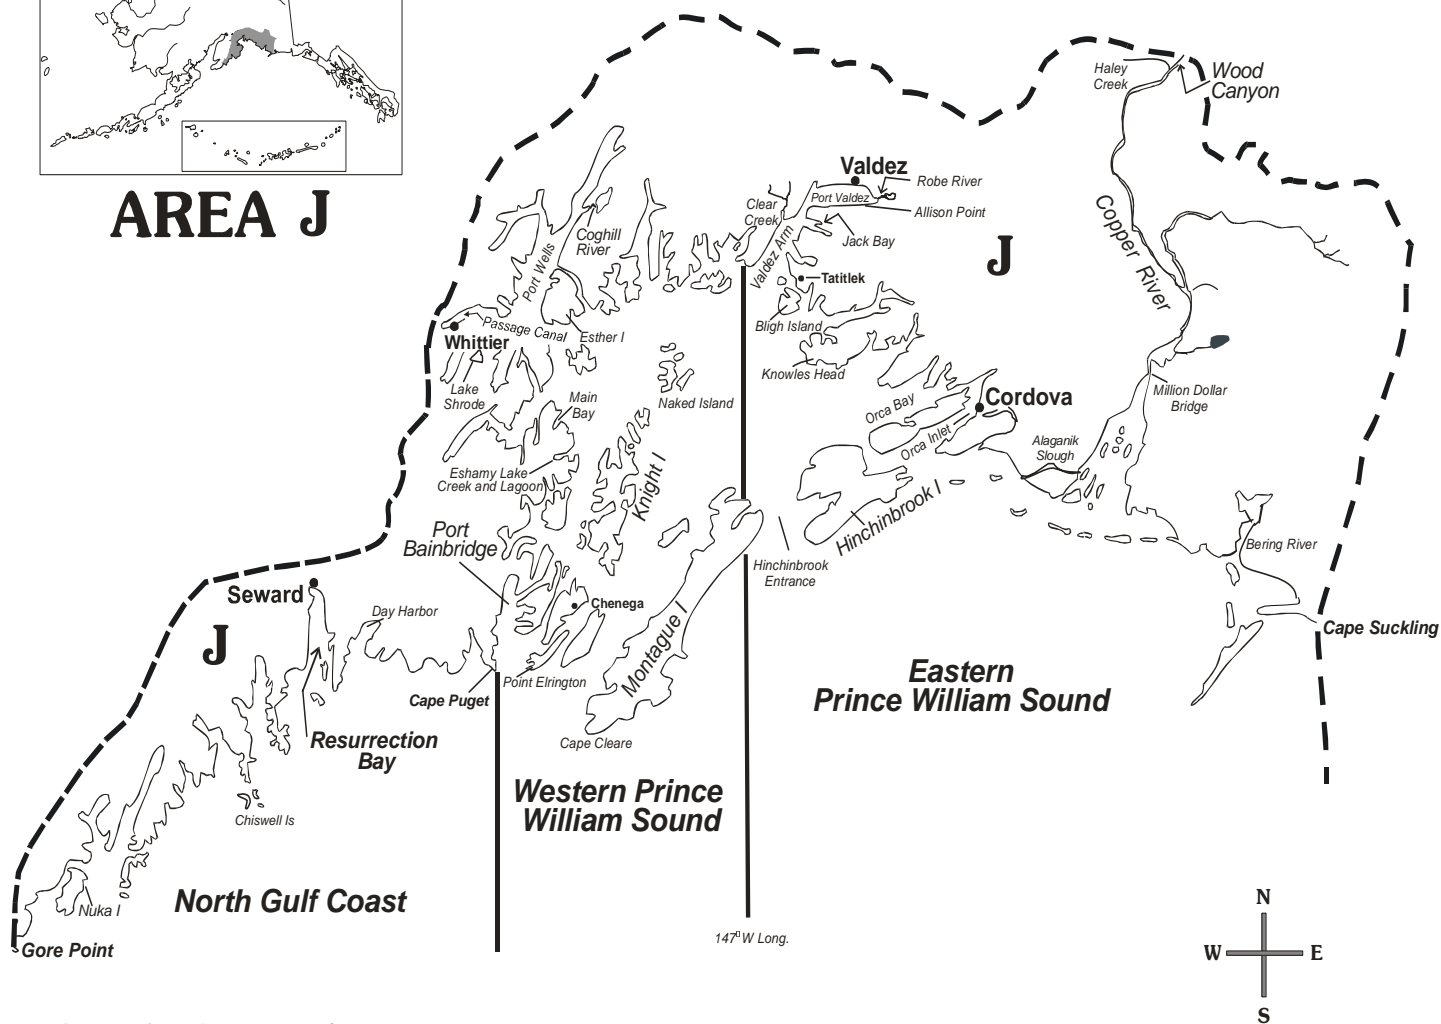 AREA J
Haley
Creek
Wood
Canyon
Valdez
Robe River
Port Valdez
Allison Point
Clear
Creek
Jack Bay
Valdez Arm
Coghill
River
Port Wells
Copper River
J
Tatitlek
Bligh Island
Passage Canal
Esther I
Whittier
Knowles Head
Lake
Shrode
Main
Bay
Naked Island
Orca Bay
Cordova
Million Dollar
Bridge
Orca Inlet
Alaganik
Slough
Eshamy Lake
Creek and Lagoon
Knight I
Hinchinbrook I
Port
Bainbridge
Hinchinbrook
Entrance
Bering River
Seward
Day Harbor
Chenega
J
Montague I
Cape Suckling
Point Elrington
Cape Puget
Eastern
Prince William Sound
Resurrection
Bay
Cape Cleare
Western Prince
William Sound
Chiswell Is
North Gulf Coast
Nuka I
Gore Point
147▯W Long.
N
W E
S